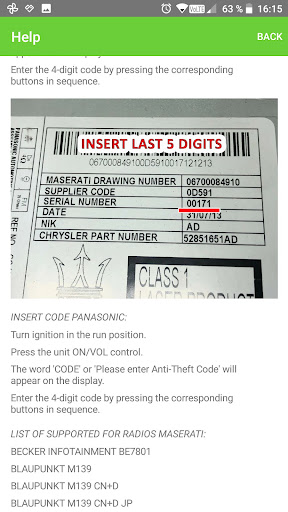 63 % 16:15
Help BACK
Enter the 4-digit code by pressing the corresponding
buttons in sequence.
INSERT LAST 5 DIGITS
067000849100D5910017121213
MASERATI DRAWING NUMBER 06700084910
SUPPLIER CODE 0D591
SERIAL NUMBER 00171
DATE 31/07/13
NIK AD
CHRYSLER PART NUMBER 52851651AD
PANASONIC AUTOMOTIVE
REF NO.
CLASS 1
LASER PRODUCT
INSERT CODE PANASONIC:
Turn ignition in the run position.
Press the unit ON/VOL control.
The word 'CODE' or 'Please enter Anti-Theft Code' will
appear on the display.
Enter the 4-digit code by pressing the corresponding
buttons in sequence.
LIST OF SUPPORTED FOR RADIOS MASERATI:
BECKER INFOTAINMENT BE7801
BLAUPUNKT M139
BLAUPUNKT M139 CN+D
BLAUPUNKT M139 CN+D JP